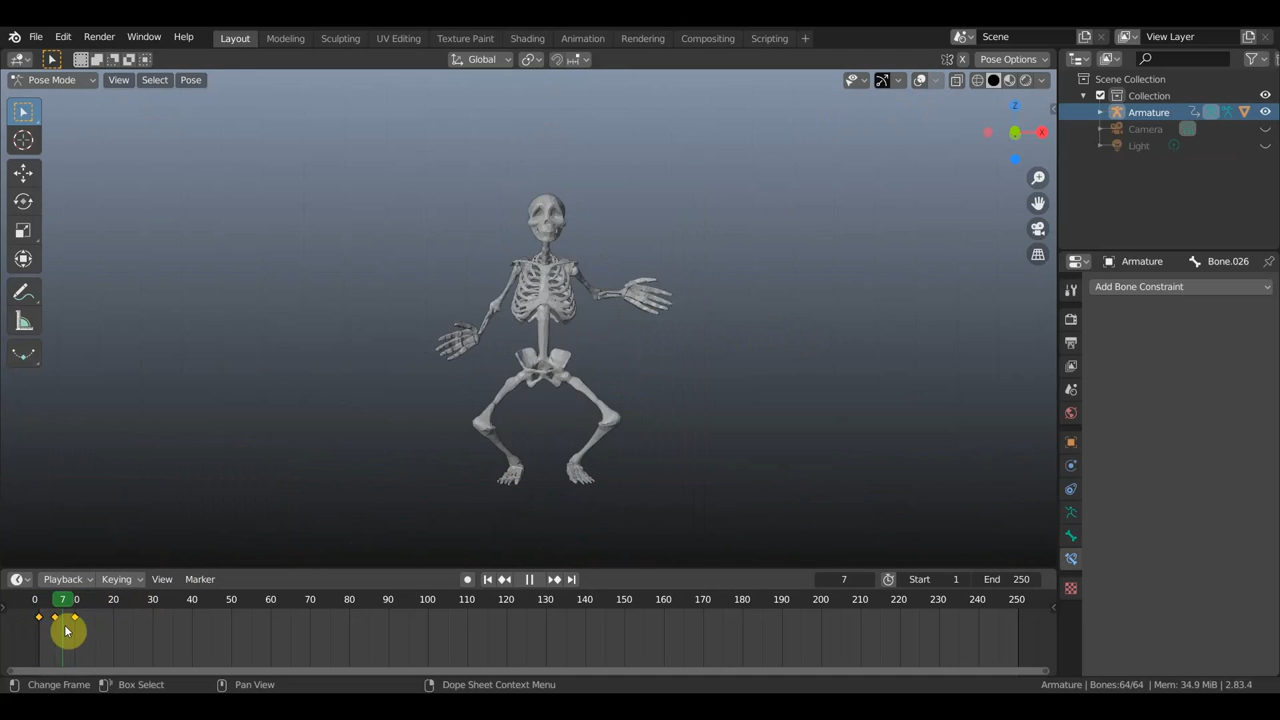 File Edit Render Window Help Layout Modeling Sculpting UV Editing Texture Paint Shading Animation Rendering Compositing Scripting + Scene View Layer
Global X Pose Options
Pose Mode View Select Pose
Scene Collection
Collection
Armature
Camera
Light
Z
X
Armature Bone.026
Add Bone Constraint
Playback Keying View Marker 7 Start 1 End 250
0 7 0 20 30 40 50 60 70 80 90 100 110 120 130 140 150 160 170 180 190 200 210 220 230 240 250
Change Frame Box Select Pan View Dope Sheet Context Menu Armature | Bones:64/64 | Mem: 34.9 MiB | 2.83.4